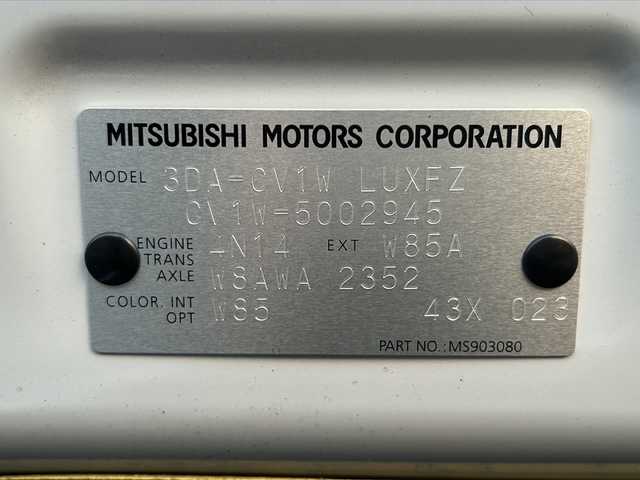 MITSUBISHI MOTORS CORPORATION
MODEL 3DA-CV1W LUXFZ
CV1W-5002945
ENGINE 4N14 EXT W85A
TRANS
AXLE W8AWA 2352
COLOR. INT W85 43X 023
OPT
PART NO.: MS903080